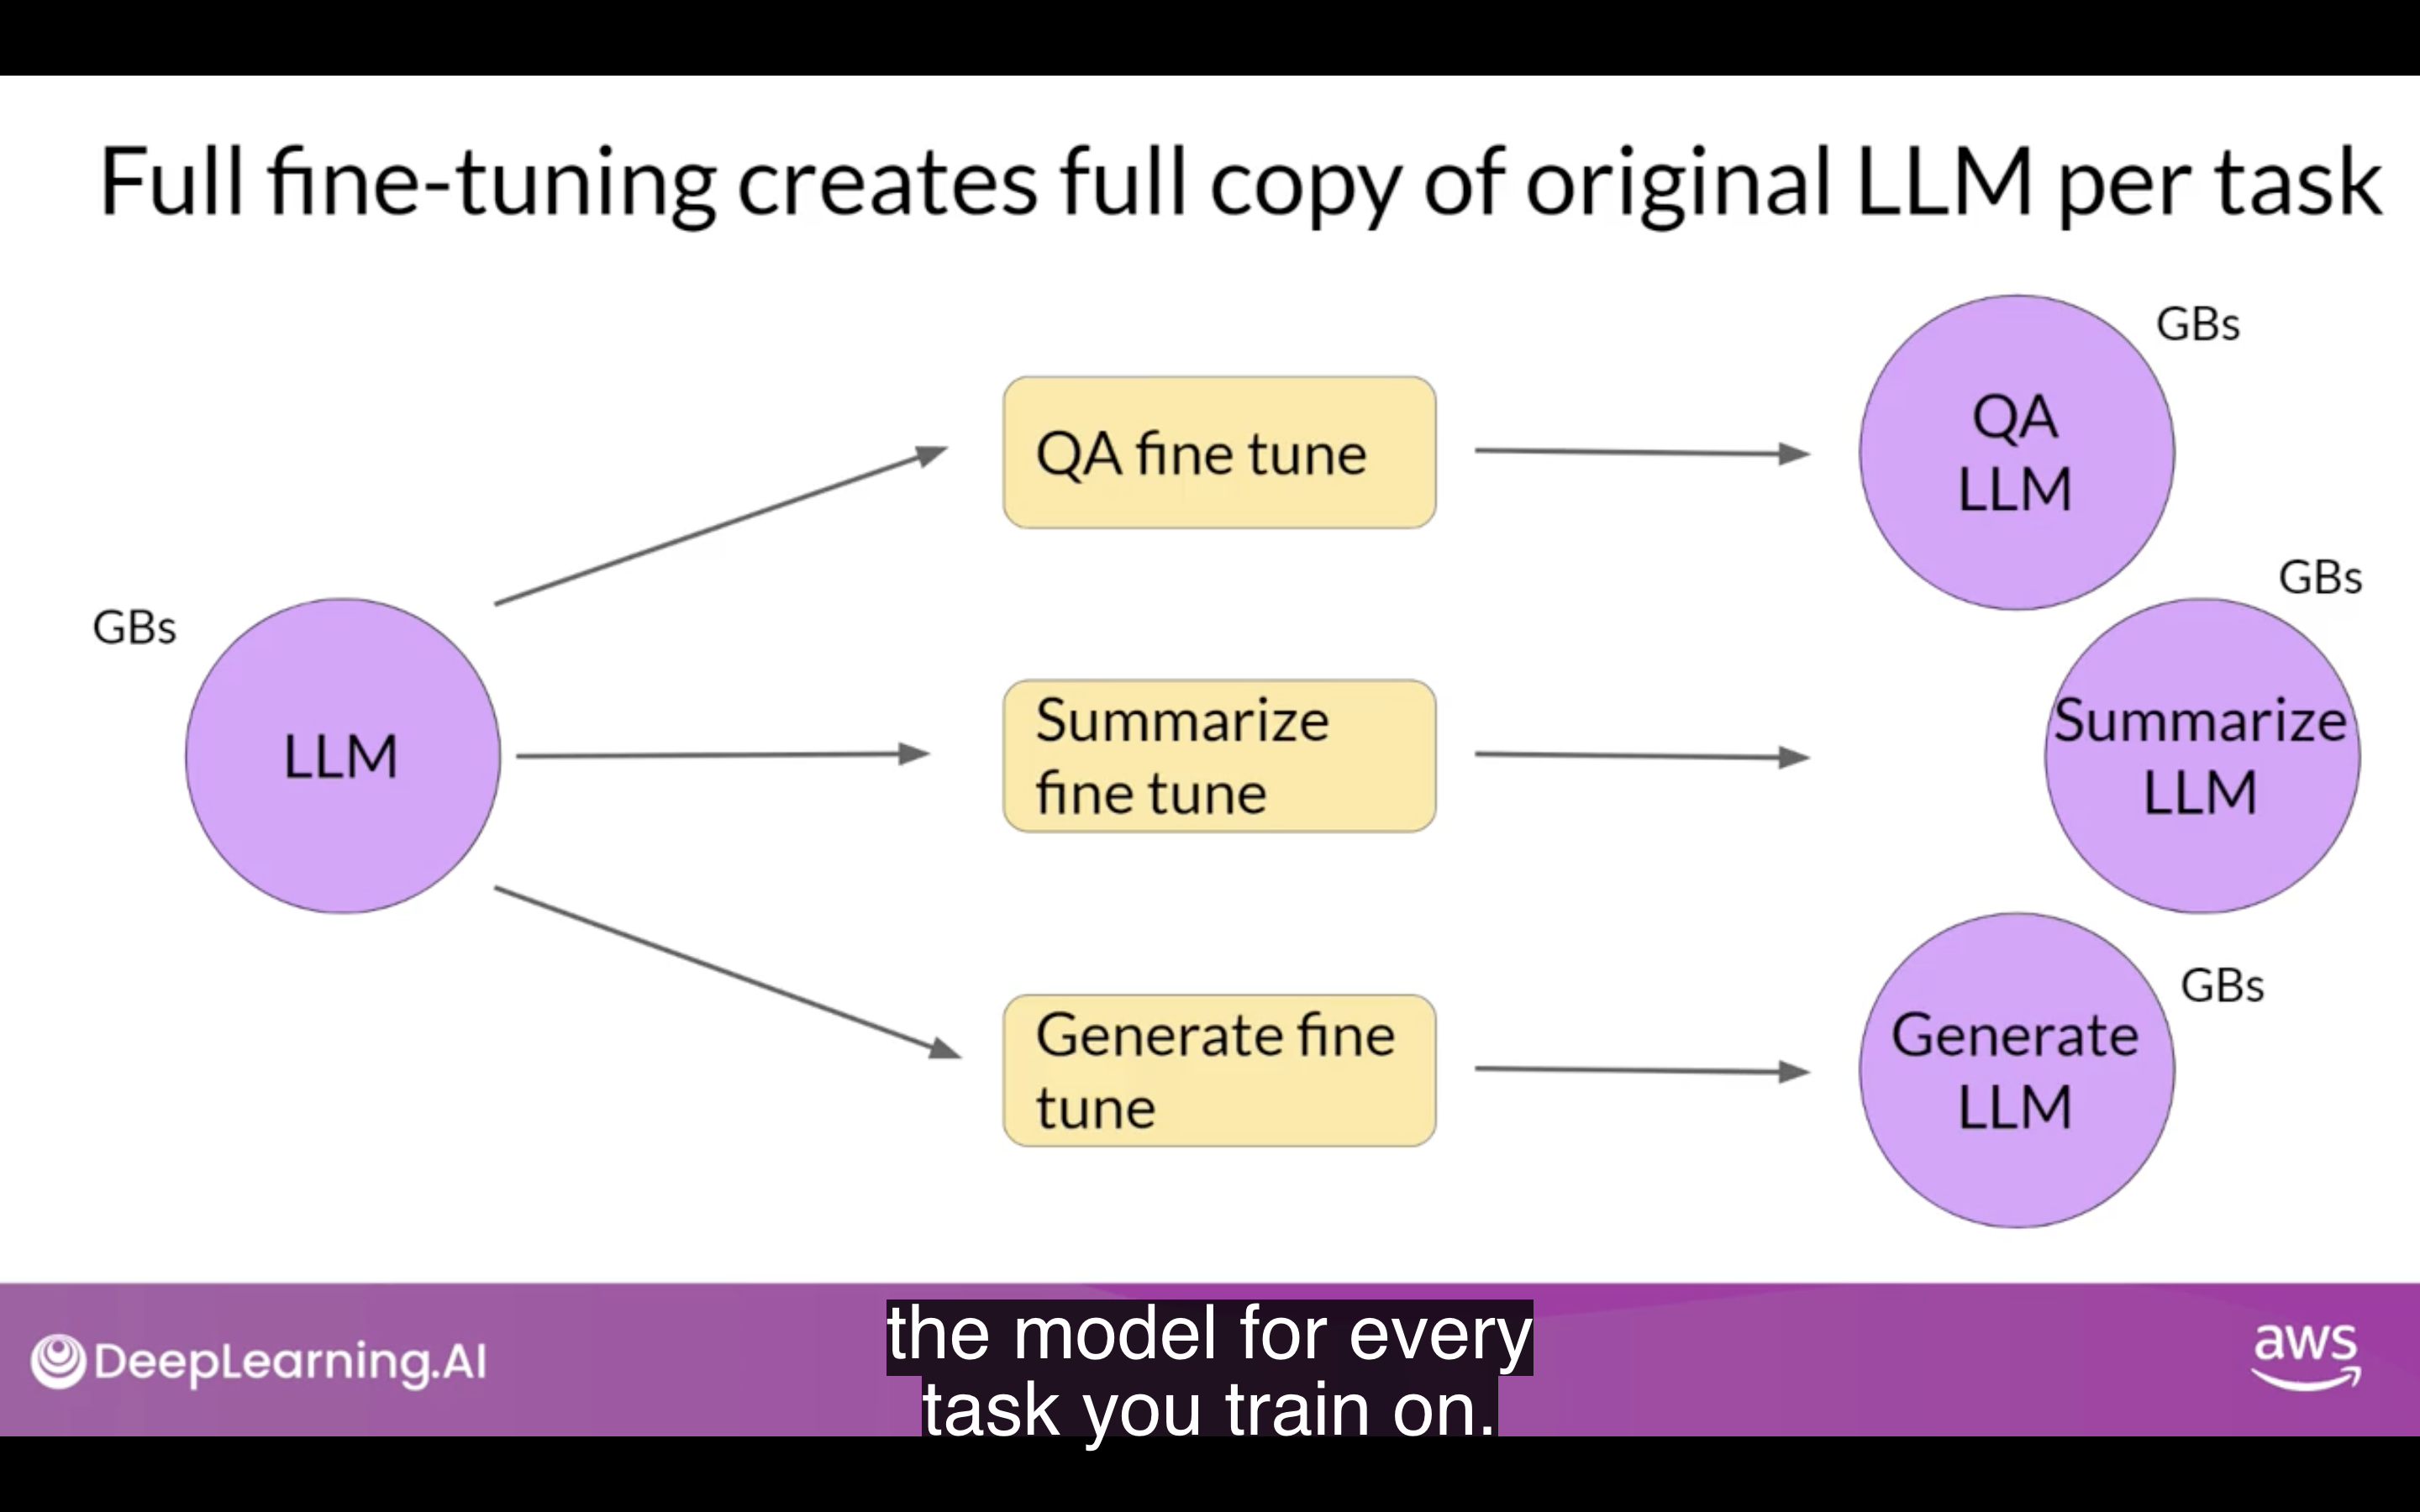 Full fine-tuning creates full copy of original LLM per task
GBs
LLM
QA fine tune
Summarize
fine tune
Generate fine
tune
GBs
QA
LLM
GBs
Summarize
LLM
GBs
Generate
LLM
DeepLearning.AI
the model for every
task you train on.
aws